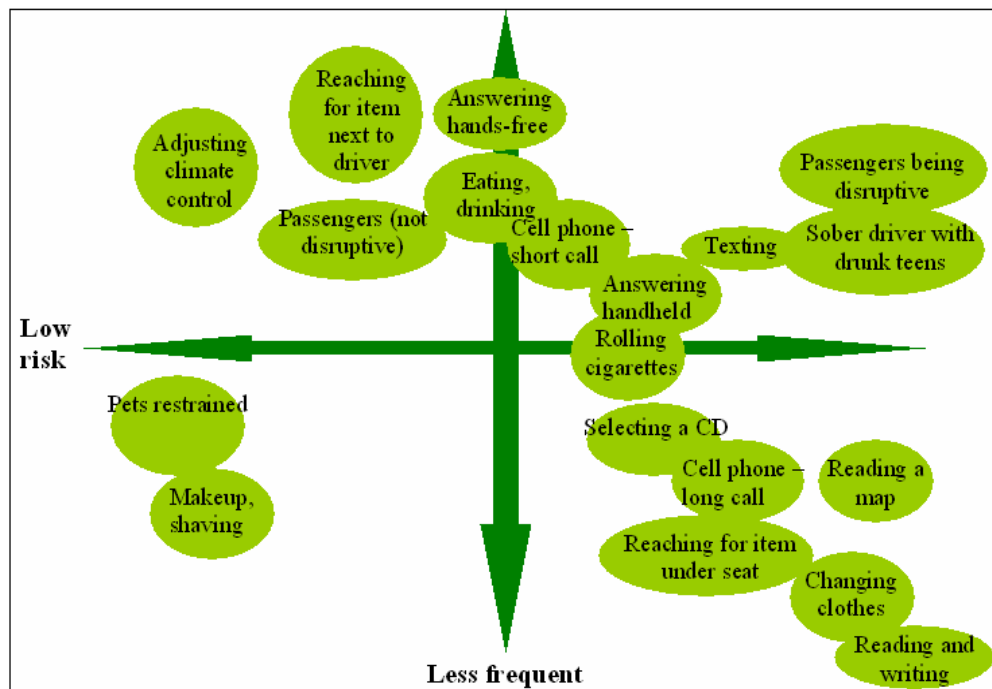 Reaching
for item
next to
driver
Answering
hands-free
Adjusting
climate
control
Passengers being
disruptive
Eating,
drinking
Passengers (not
disruptive)
Cell phone –
short call
Texting
Sober driver with
drunk teens
Answering
handheld
Low
risk
Rolling
cigarettes
Pets restrained
Selecting a CD
Makeup,
shaving
Cell phone –
long call
Reading a
map
Reaching for item
under seat
Changing
clothes
Reading and
writing
Less frequent